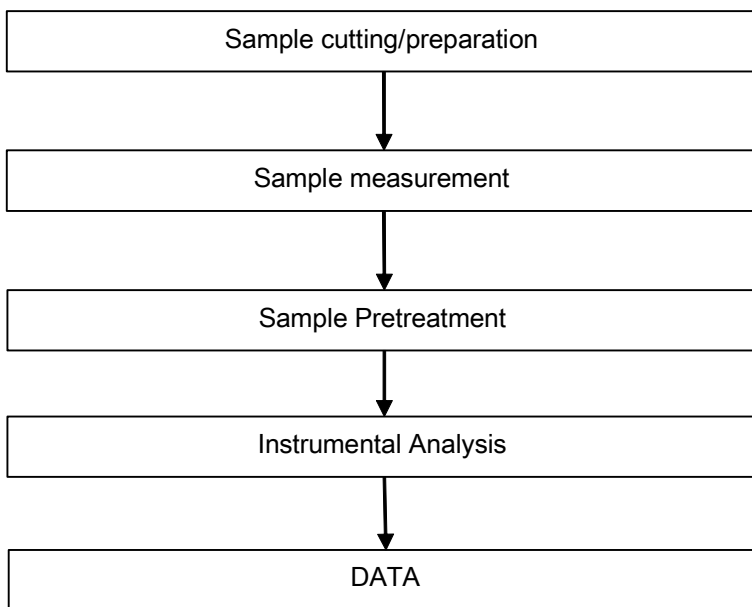 Sample cutting/preparation
Sample measurement
Sample Pretreatment
Instrumental Analysis
DATA